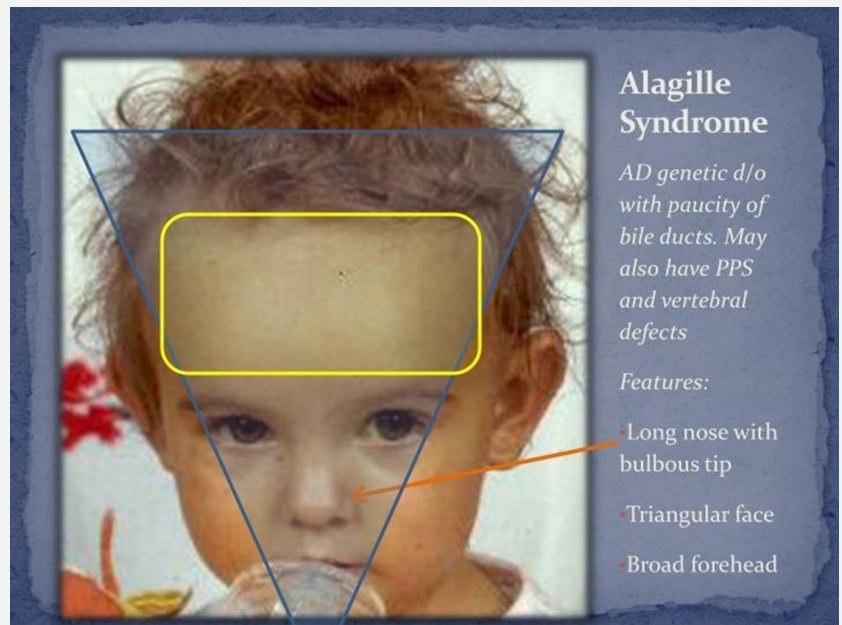 Alagille
Syndrome
AD genetic d/o
with paucity of
bile ducts. May
also have PPS
and vertebral
defects
Features:
•Long nose with
bulbous tip
•Triangular face
•Broad forehead